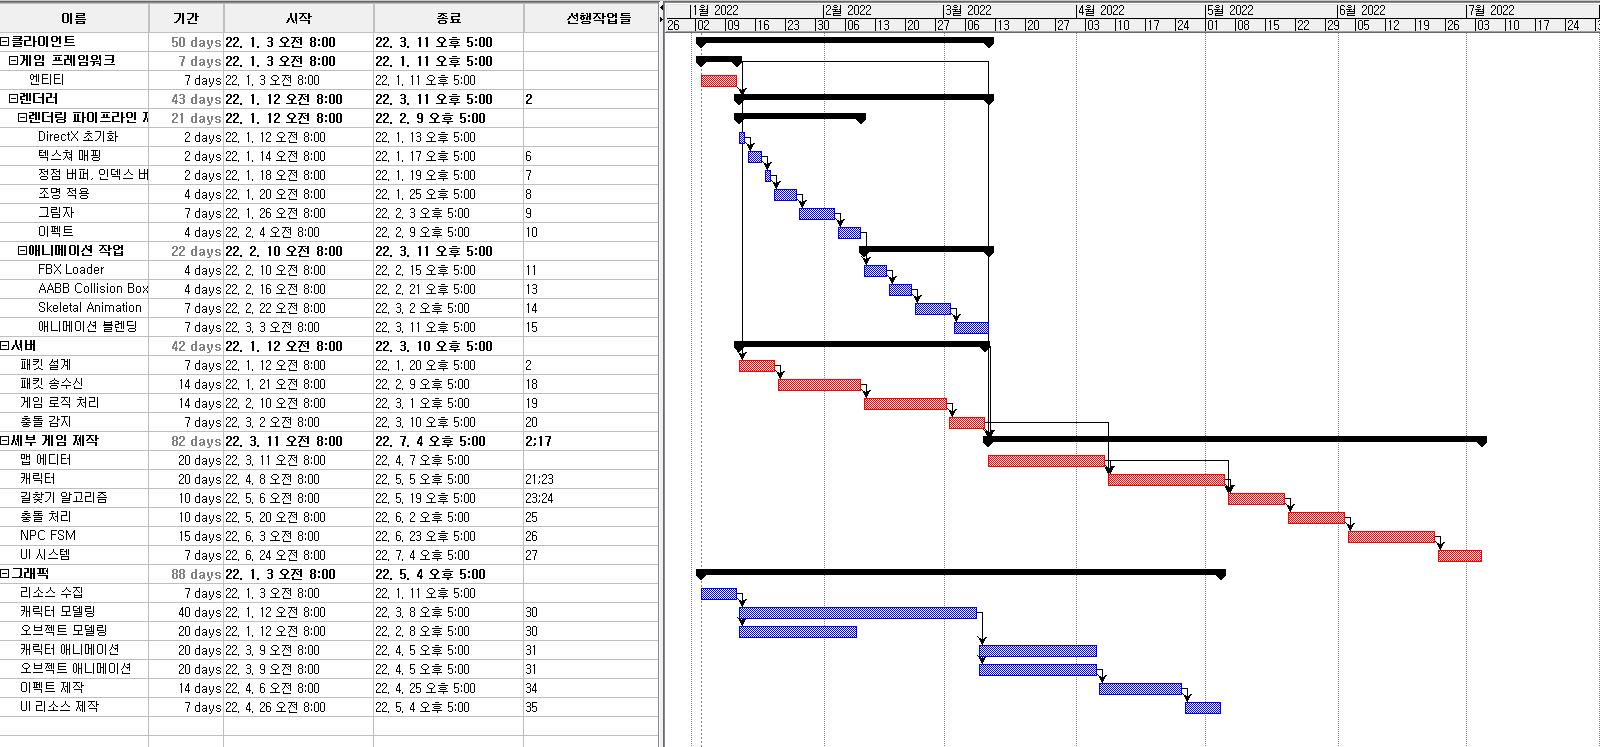 이름 기간 시작 종료 선행작업들
1월 2022 2월 2022 3월 2022 4월 2022 5월 2022 6월 2022 7월 2022
26 02 09 16 23 30 06 13 20 27 06 13 20 27 03 10 17 24 01 08 15 22 29 05 12 19 26 03 10 17 24
클라이언트 50 days 22. 1. 3 오전 8:00 22. 3. 11 오후 5:00
게임 프레임워크 7 days 22. 1. 3 오전 8:00 22. 1. 11 오후 5:00
엔티티 7 days 22. 1. 3 오전 8:00 22. 1. 11 오후 5:00
렌더러 43 days 22. 1. 12 오전 8:00 22. 3. 11 오후 5:00 2
렌더링 파이프라인 21 days 22. 1. 12 오전 8:00 22. 2. 9 오후 5:00
DirectX 초기화 2 days 22. 1. 12 오전 8:00 22. 1. 13 오후 5:00
텍스쳐 매핑 2 days 22. 1. 14 오전 8:00 22. 1. 17 오후 5:00 6
정점 버퍼, 인덱스 버 2 days 22. 1. 18 오전 8:00 22. 1. 19 오후 5:00 7
조명 적용 4 days 22. 1. 20 오전 8:00 22. 1. 25 오후 5:00 8
그림자 7 days 22. 1. 26 오전 8:00 22. 2. 3 오후 5:00 9
이펙트 4 days 22. 2. 4 오전 8:00 22. 2. 9 오후 5:00 10
애니메이션 작업 22 days 22. 2. 10 오전 8:00 22. 3. 11 오후 5:00
FBX Loader 4 days 22. 2. 10 오전 8:00 22. 2. 15 오후 5:00 11
AABB Collision Box 4 days 22. 2. 16 오전 8:00 22. 2. 21 오후 5:00 13
Skeletal Animation 7 days 22. 2. 22 오전 8:00 22. 3. 2 오후 5:00 14
애니메이션 블렌딩 7 days 22. 3. 3 오전 8:00 22. 3. 11 오후 5:00 15
서버 42 days 22. 1. 12 오전 8:00 22. 3. 10 오후 5:00
패킷 설계 7 days 22. 1. 12 오전 8:00 22. 1. 20 오후 5:00 2
패킷 송수신 14 days 22. 1. 21 오전 8:00 22. 2. 9 오후 5:00 18
게임 로직 처리 14 days 22. 2. 10 오전 8:00 22. 3. 1 오후 5:00 19
충돌 감지 7 days 22. 3. 2 오전 8:00 22. 3. 10 오후 5:00 20
세부 게임 제작 82 days 22. 3. 11 오전 8:00 22. 7. 4 오후 5:00 2;17
맵 에디터 20 days 22. 3. 11 오전 8:00 22. 4. 7 오후 5:00
캐릭터 20 days 22. 4. 8 오전 8:00 22. 5. 5 오후 5:00 21;23
길찾기 알고리즘 10 days 22. 5. 6 오전 8:00 22. 5. 19 오후 5:00 23;24
충돌 처리 10 days 22. 5. 20 오전 8:00 22. 6. 2 오후 5:00 25
NPC FSM 15 days 22. 6. 3 오전 8:00 22. 6. 23 오후 5:00 26
UI 시스템 7 days 22. 6. 24 오전 8:00 22. 7. 4 오후 5:00 27
그래픽 88 days 22. 1. 3 오전 8:00 22. 5. 4 오후 5:00
리소스 수집 7 days 22. 1. 3 오전 8:00 22. 1. 11 오후 5:00
캐릭터 모델링 40 days 22. 1. 12 오전 8:00 22. 3. 8 오후 5:00 30
오브젝트 모델링 20 days 22. 1. 12 오전 8:00 22. 2. 8 오후 5:00 30
캐릭터 애니메이션 20 days 22. 3. 9 오전 8:00 22. 4. 5 오후 5:00 31
오브젝트 애니메이션 20 days 22. 3. 9 오전 8:00 22. 4. 5 오후 5:00 31
이펙트 제작 14 days 22. 4. 6 오전 8:00 22. 4. 25 오후 5:00 34
UI 리소스 제작 7 days 22. 4. 26 오전 8:00 22. 5. 4 오후 5:00 35